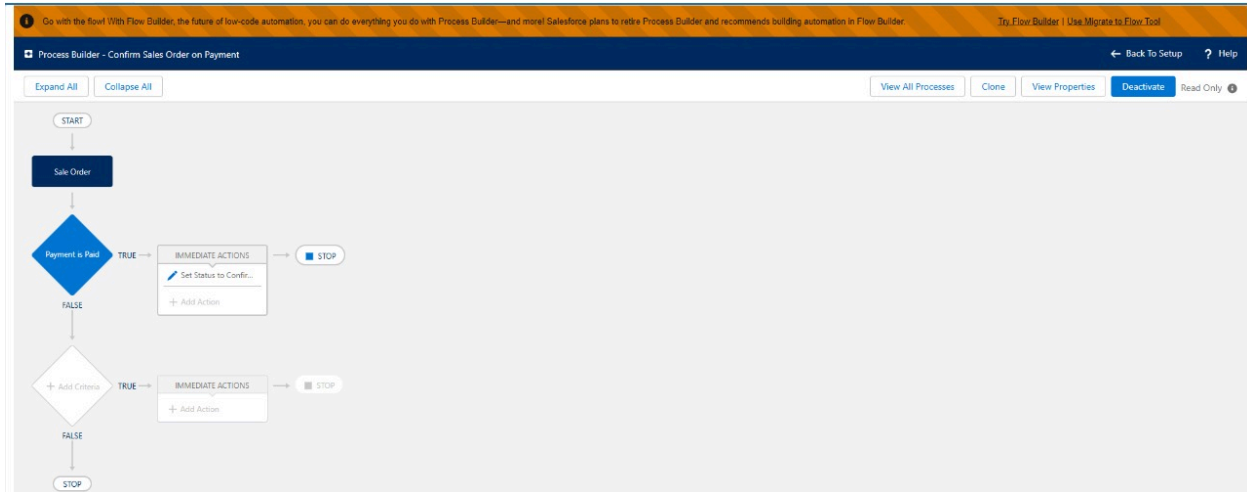 Go with the flow! With Flow Builder, the future of low-code automation, you can do everything you do with Process Builder—and more! Salesforce plans to retire Process Builder and recommends building automation in Flow Builder. Try Flow Builder | Use Migrate to Flow Tool
Process Builder - Confirm Sales Order on Payment ← Back To Setup ? Help
Expand All Collapse All View All Processes Clone View Properties Deactivate Read Only
START
Sale Order
Payment is Paid TRUE IMMEDIATE ACTIONS STOP
Set Status to Confir...
+ Add Action
FALSE
+ Add Criteria TRUE IMMEDIATE ACTIONS STOP
+ Add Action
FALSE
STOP